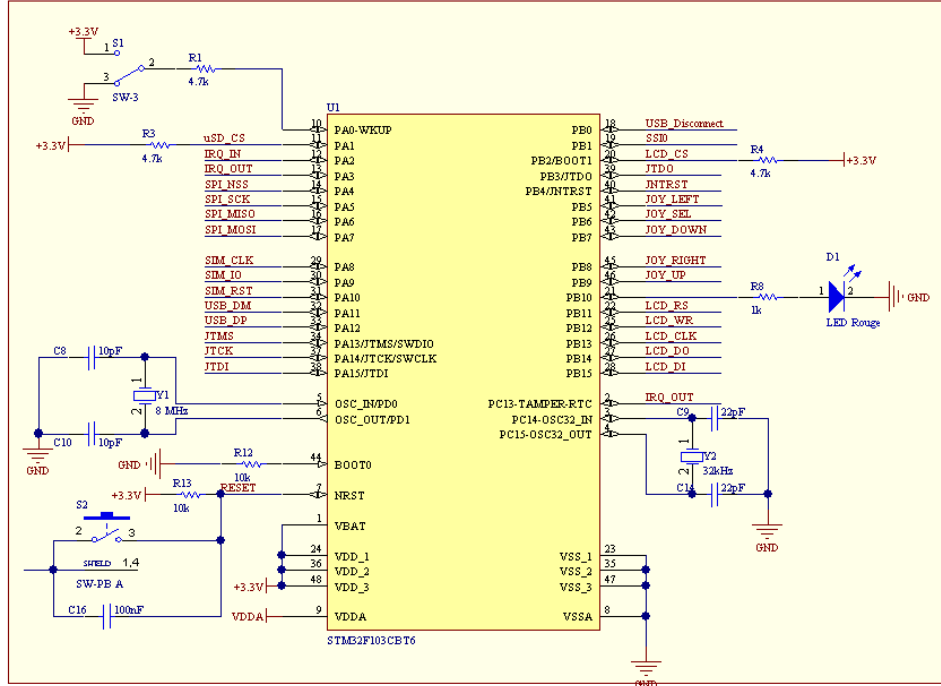 +3.3V
S1
1
2
3
SW-3
GND
R1
4.7k
U1
+3.3V
R3
4.7k
uSD_CS
IRQ_IN
IRQ_OUT
SPI_NSS
SPI_SCK
SPI_MISO
SPI_MOSI
SIM_CLK
SIM_IO
SIM_RST
USB_DM
USB_DP
JTMS
JTCK
JTDI
10 PA0-WKUP
11 PA1
12 PA2
13 PA3
14 PA4
15 PA5
16 PA6
17 PA7
29 PA8
30 PA9
31 PA10
32 PA11
33 PA12
34 PA13/JTMS/SWDIO
37 PA14/JTCK/SWCLK
38 PA15/JTDI
5 OSC_IN/PD0
6 OSC_OUT/PD1
44 BOOT0
7 NRST
1 VBAT
24 VDD_1
36 VDD_2
48 VDD_3
9 VDDA
PB0 18 USB_Disconnect
PB1 19 SSI0
PB2/BOOT1 20 LCD_CS
PB3/JTDO 39 JTDO
PB4/JNTRST 40 JNTRST
PB5 41 JOY_LEFT
PB6 42 JOY_SEL
PB7 43 JOY_DOWN
PB8 45 JOY_RIGHT
PB9 46 JOY_UP
PB10 21
PB11 22 LCD_RS
PB12 25 LCD_WR
PB13 26 LCD_CLK
PB14 27 LCD_DO
PB15 28 LCD_DI
PC13-TAMPER-RTC 2 IRQ_OUT
PC14-OSC32_IN 3
PC15-OSC32_OUT 4
VSS_1 23
VSS_2 35
VSS_3 47
VSSA 8
R4
4.7k
+3.3V
R8
1k
D1
1
2
LED Rouge
GND
C8
10pF
1
Y1
2
8 MHz
C10
10pF
GND
GND
R12
10k
+3.3V
R13
10k
RESET
S2
2
3
SHIELD 1,4
SW-PB A
C16
100nF
+3.3V
VDDA
C9
22pF
1
Y2
2
32kHz
C14
22pF
GND
GND
STM32F103CBT6